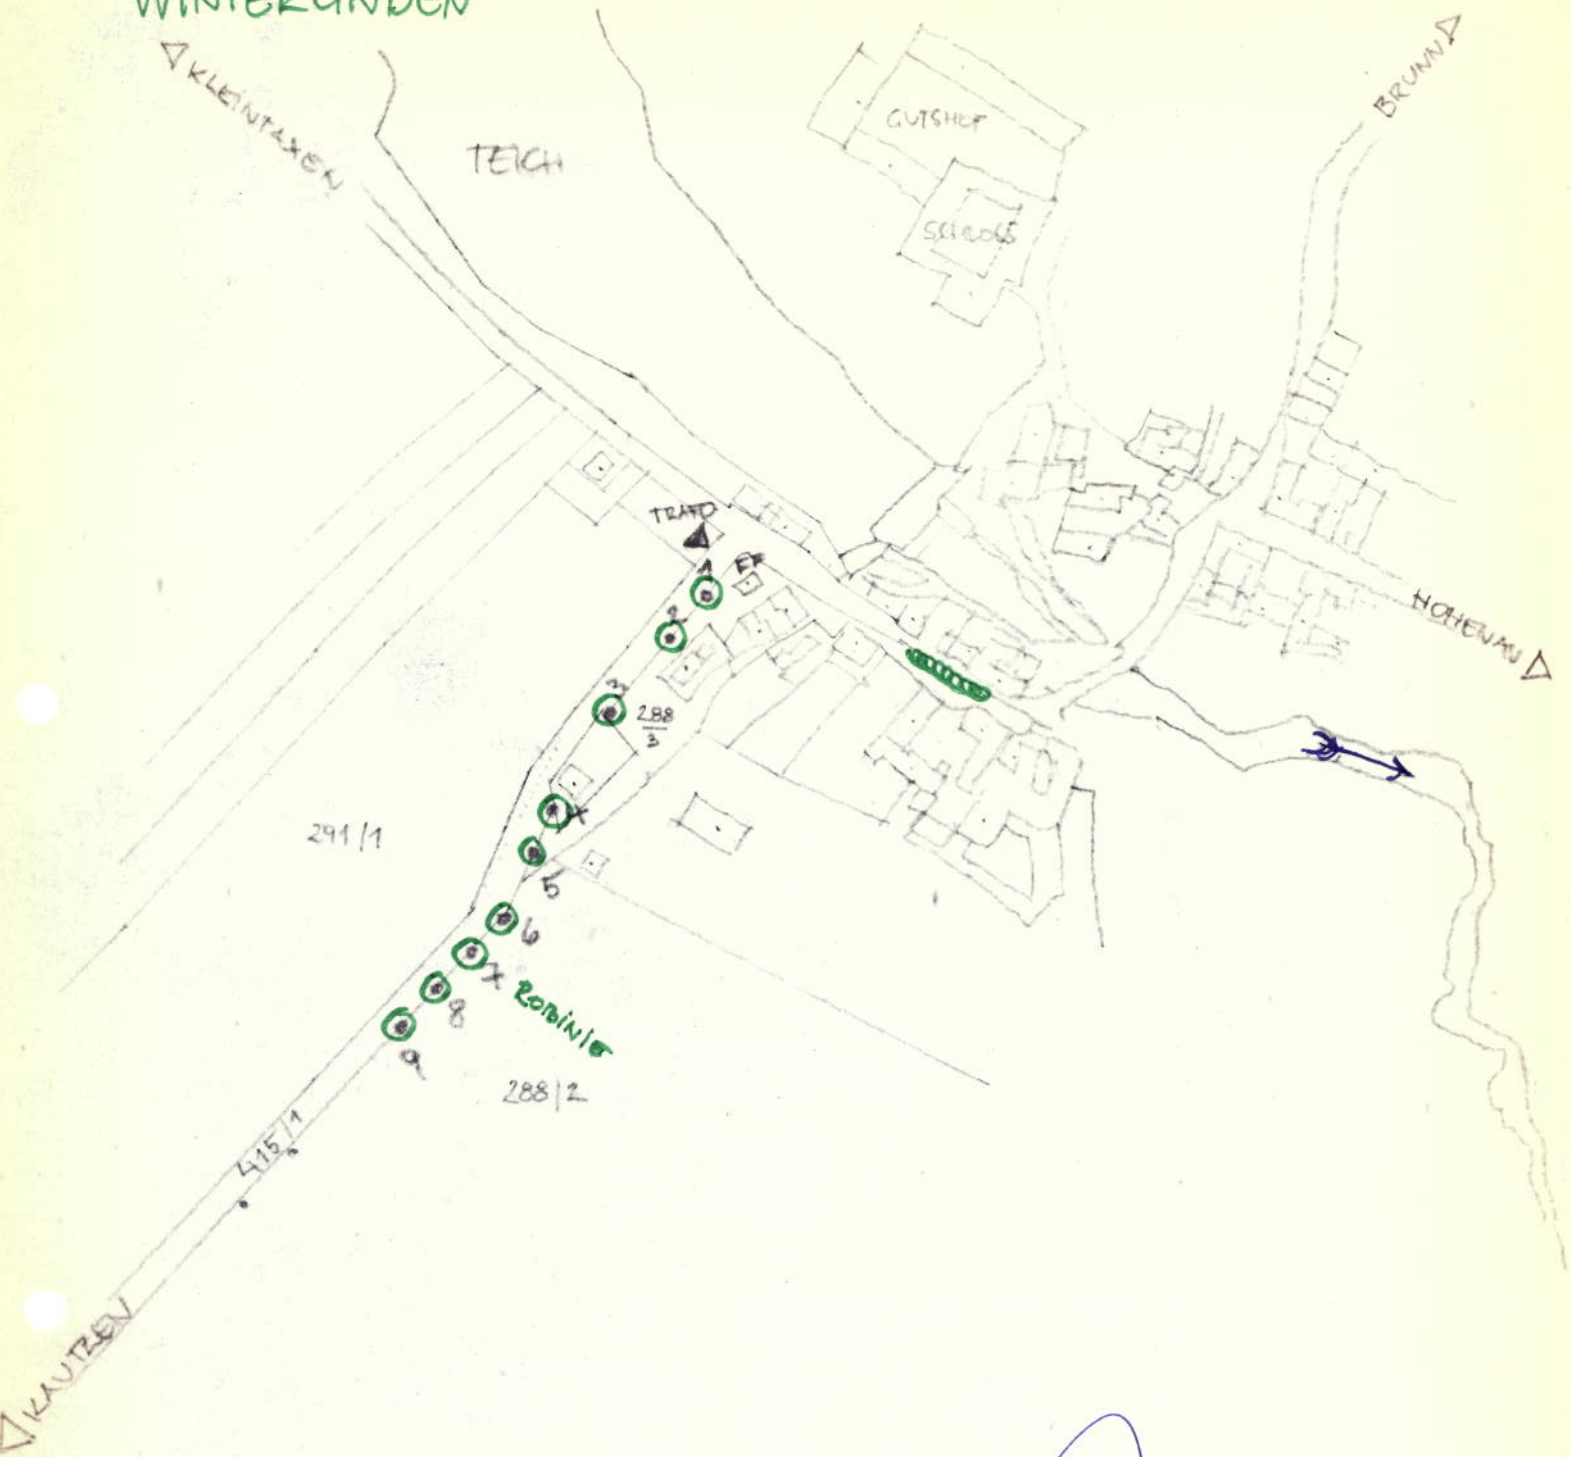 WINTERLINDEN
KLEINTAXEN
TEICH
GUTSHOF
SCHLOSS
BRUNN
TRAFO
EF
1
2
3
288
3
HOHENAU
4
291/1
5
6
7
ROBINIE
8
9
288/2
415/1
KAUTZEN